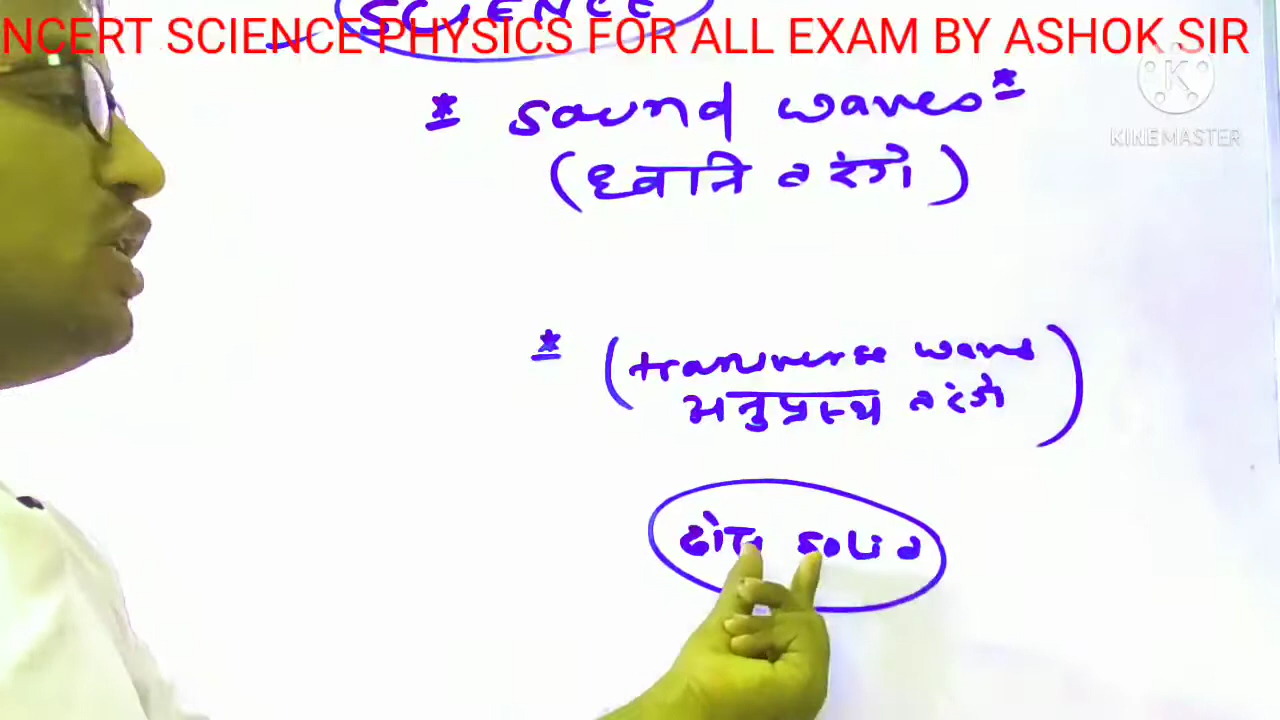 SCIENCE
NCERT SCIENCE PHYSICS FOR ALL EXAM BY ASHOK SIR
* Sound waves *
(ध्वनि तरंगे)
K
KINEMASTER
* (transverse wave
अनुप्रस्थ तरंगे)
ठोस solid